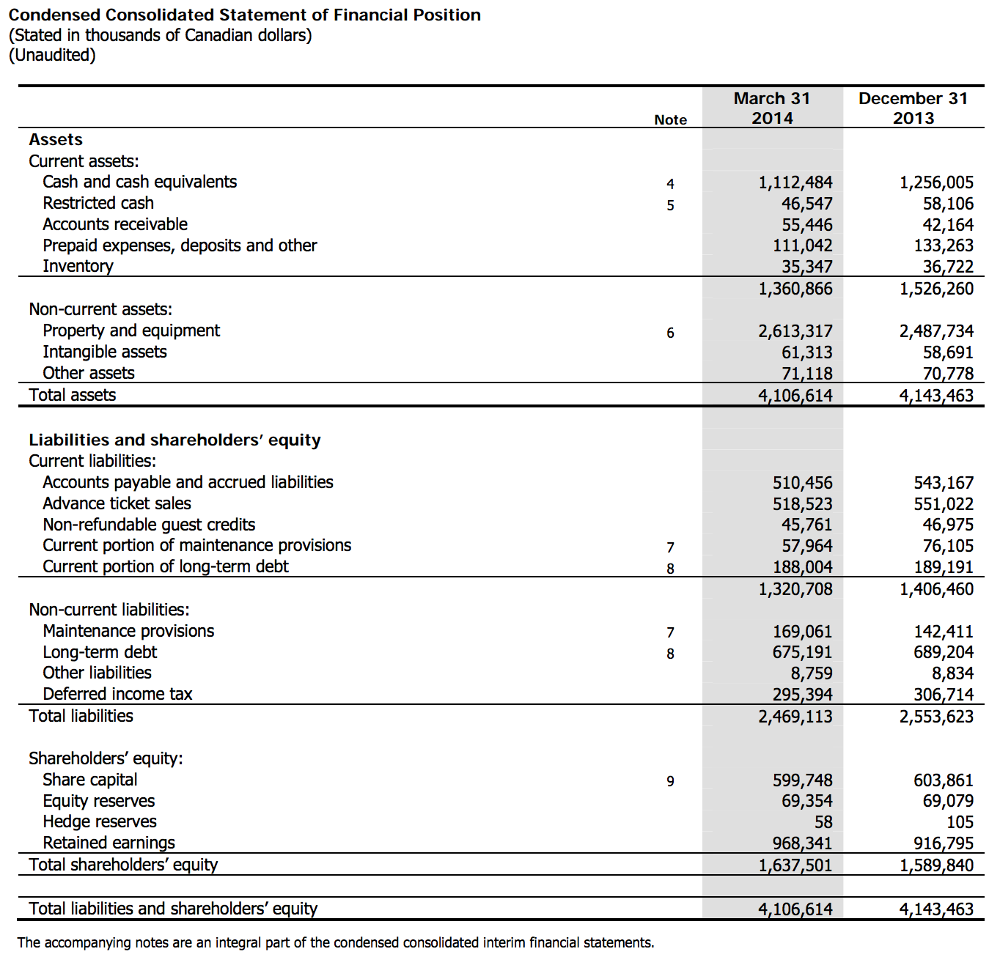 Condensed Consolidated Statement of Financial Position
(Stated in thousands of Canadian dollars)
(Unaudited)
March 31 December 31
Note 2014 2013
Assets
Current assets:
Cash and cash equivalents 4 1,112,484 1,256,005
Restricted cash 5 46,547 58,106
Accounts receivable 55,446 42,164
Prepaid expenses, deposits and other 111,042 133,263
Inventory 35,347 36,722
1,360,866 1,526,260
Non-current assets:
Property and equipment 6 2,613,317 2,487,734
Intangible assets 61,313 58,691
Other assets 71,118 70,778
Total assets 4,106,614 4,143,463
Liabilities and shareholders’ equity
Current liabilities:
Accounts payable and accrued liabilities 510,456 543,167
Advance ticket sales 518,523 551,022
Non-refundable guest credits 45,761 46,975
Current portion of maintenance provisions 7 57,964 76,105
Current portion of long-term debt 8 188,004 189,191
1,320,708 1,406,460
Non-current liabilities:
Maintenance provisions 7 169,061 142,411
Long-term debt 8 675,191 689,204
Other liabilities 8,759 8,834
Deferred income tax 295,394 306,714
Total liabilities 2,469,113 2,553,623
Shareholders’ equity:
Share capital 9 599,748 603,861
Equity reserves 69,354 69,079
Hedge reserves 58 105
Retained earnings 968,341 916,795
Total shareholders’ equity 1,637,501 1,589,840
Total liabilities and shareholders’ equity 4,106,614 4,143,463
The accompanying notes are an integral part of the condensed consolidated interim financial statements.